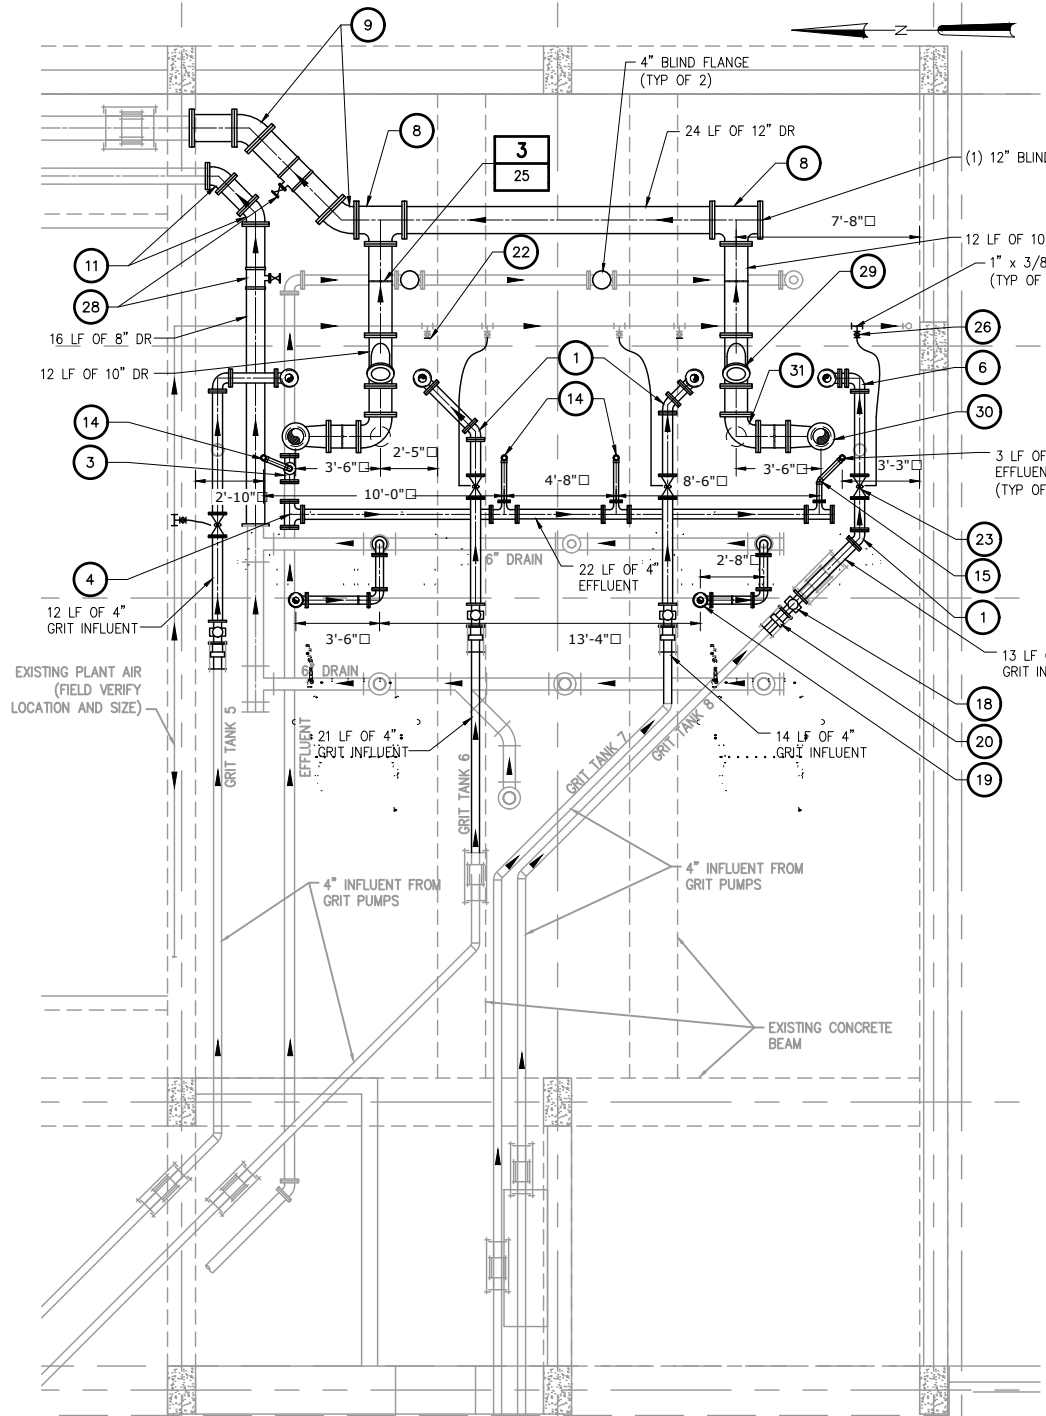 9
N
4" BLIND FLANGE
(TYP OF 2)
8
3
25
24 LF OF 12" DR
8
(1) 12" BLIND
7'-8"□
11
28
22
12 LF OF 10
29
1" x 3/8
(TYP OF
16 LF OF 8" DR
26
12 LF OF 10" DR
1
31
6
14
14
30
3
3'-6"□
2'-5"□
3'-6"□
3'-3"□
3 LF OF
EFFLUEN
(TYP OF
2'-10"□
10'-0"□
4'-8"□
8'-6"□
23
4
6" DRAIN
22 LF OF 4"
EFFLUENT
2'-8"□
15
12 LF OF 4"
GRIT INFLUENT
1
3'-6"□
13'-4"□
EXISTING PLANT AIR
(FIELD VERIFY
LOCATION AND SIZE)
6" DRAIN
13 LF
GRIT IN
18
GRIT TANK 5
EFFLUENT
21 LF OF 4"
GRIT INFLUENT
GRIT TANK 6
GRIT TANK 7
GRIT TANK 8
14 LF OF 4"
GRIT INFLUENT
20
19
4" INFLUENT FROM
GRIT PUMPS
4" INFLUENT FROM
GRIT PUMPS
EXISTING CONCRETE
BEAM